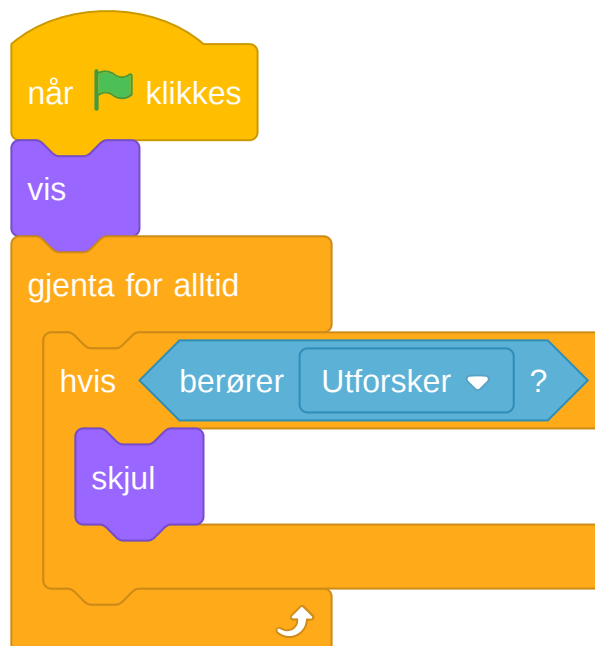 når klikkes
vis
gjenta for alltid
hvis berører Utforsker ?
skjul